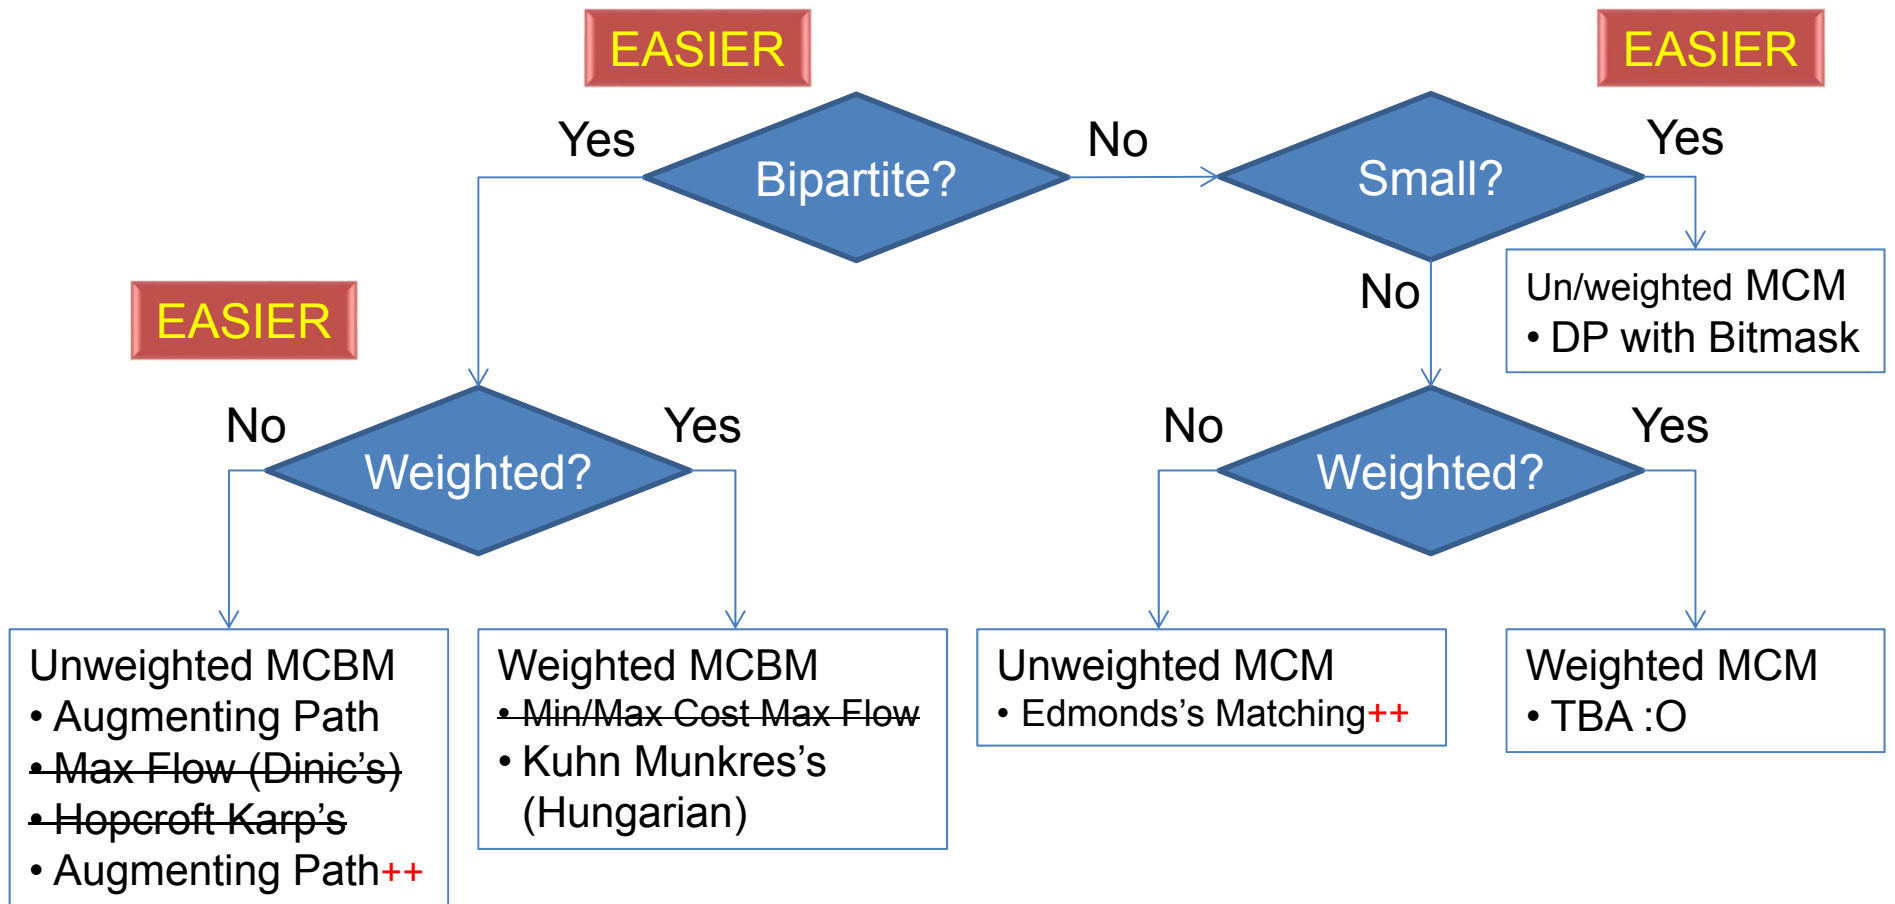 EASIER
EASIER
Yes
Bipartite?
No
Small?
Yes
Un/weighted MCM
• DP with Bitmask
No
EASIER
No
Weighted?
Yes
No
Weighted?
Yes
Unweighted MCBM
• Augmenting Path
• Max Flow (Dinic’s)
• Hopcroft Karp’s
• Augmenting Path++
Weighted MCBM
• Min/Max Cost Max Flow
• Kuhn Munkres’s
(Hungarian)
Unweighted MCM
• Edmonds’s Matching++
Weighted MCM
• TBA :O